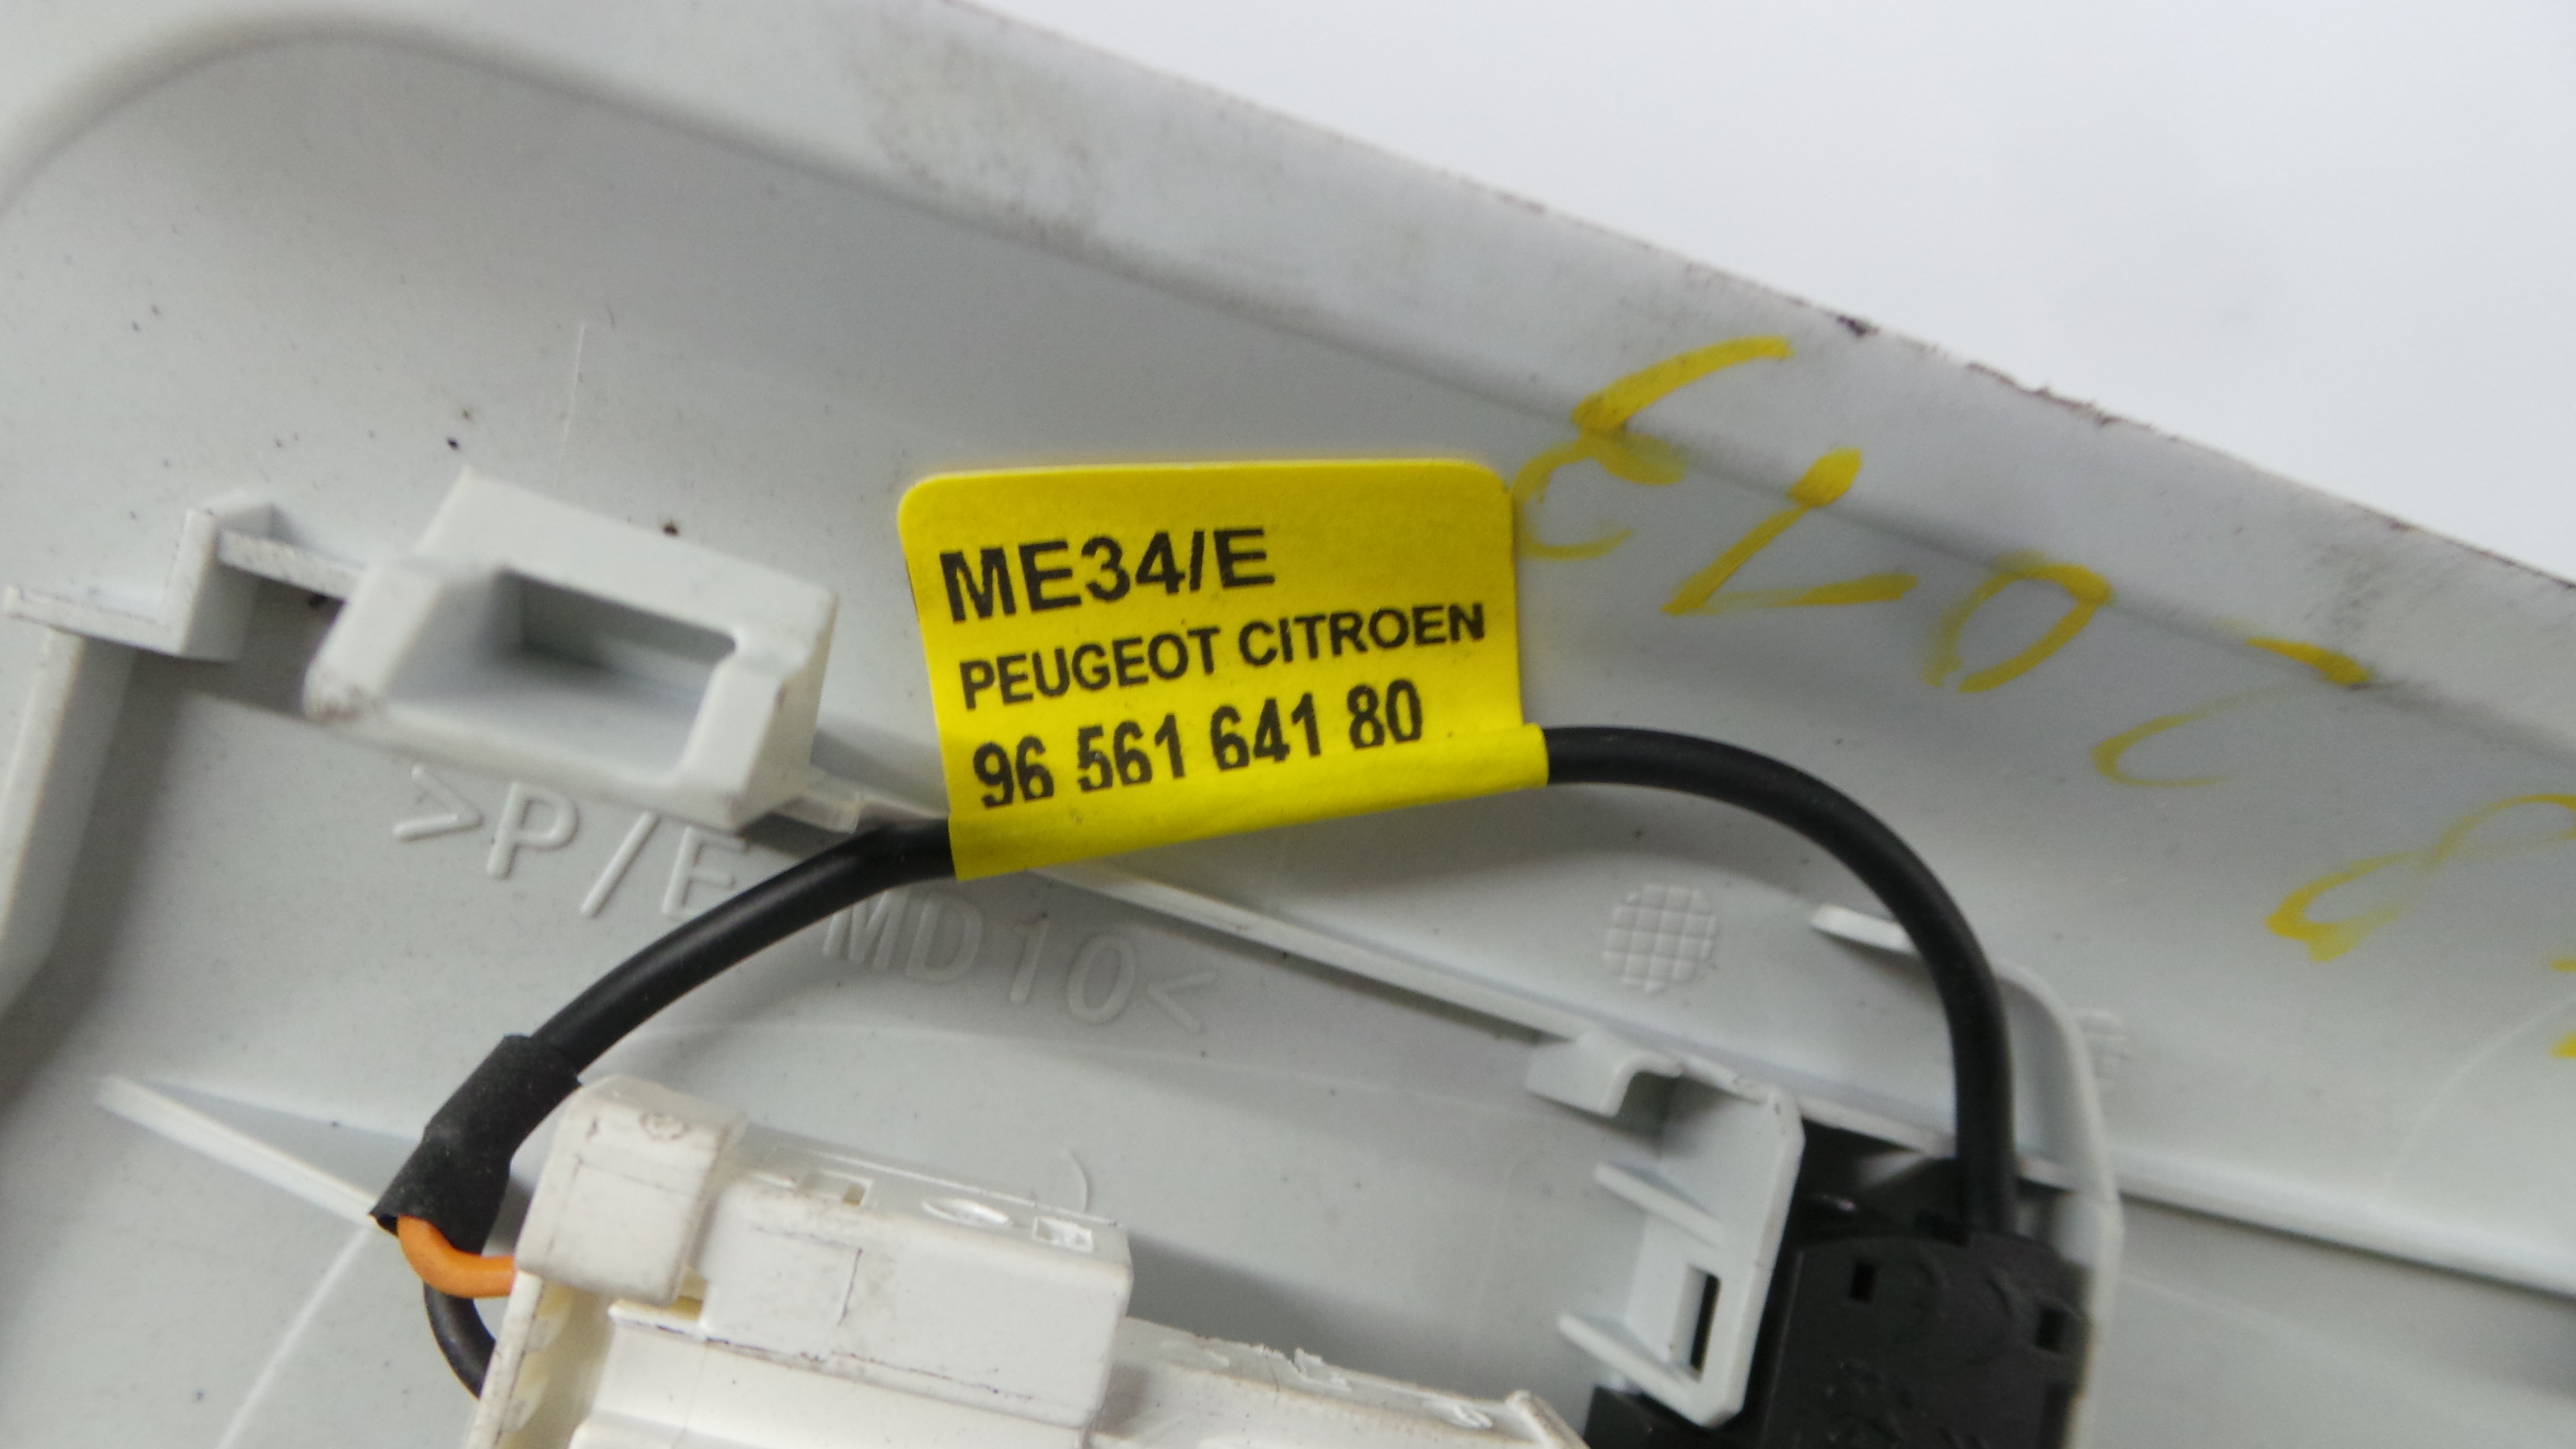 ME34/E
PEUGEOT CITROEN
96 561 641 80
>P/E MD10<